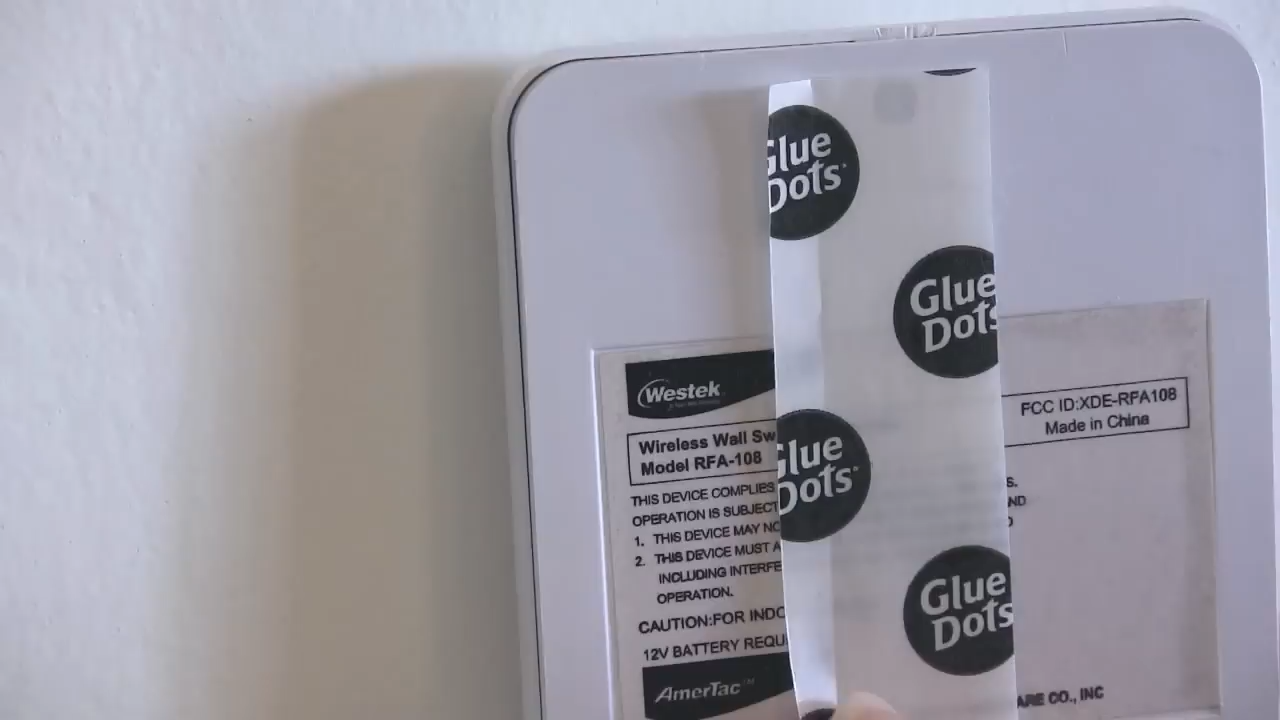 Glue
Dots
Glue
Dots
Westek
Wireless Wall Sw
Model RFA-108
FCC ID:XDE-RFA108
Made in China
Glue
Dots
THIS DEVICE COMPLIES
OPERATION IS SUBJECT
1. THIS DEVICE MAY NO
2. THIS DEVICE MUST A
INCLUDING INTERFE
OPERATION.
CAUTION:FOR INDO
12V BATTERY REQU
AmerTac™
S.
ND
Glue
Dots
ARE CO., INC